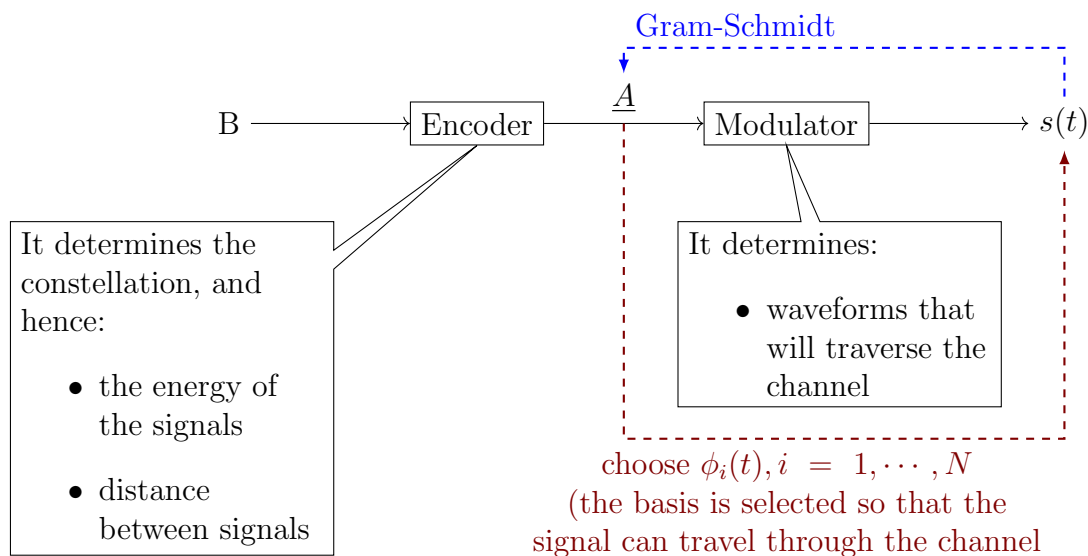 Gram-Schmidt
B
Encoder
A
Modulator
s(t)
It determines the
constellation, and
hence:
• the energy of
the signals
• distance
between signals
It determines:
• waveforms that
will traverse the
channel
choose ϕi(t), i = 1, ⋯ , N
(the basis is selected so that the
signal can travel through the channel